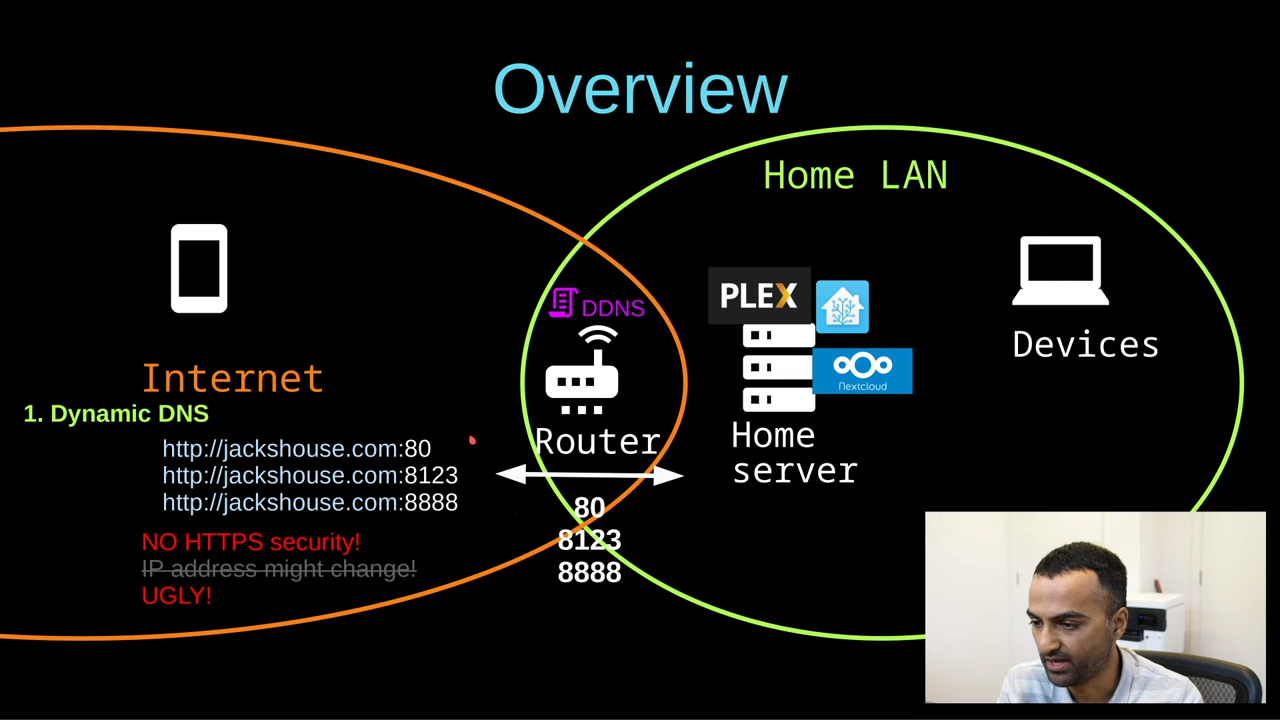 Overview
Home LAN
PLEX
DDNS
Nextcloud
Devices
Internet
1. Dynamic DNS
Router
Home
server
http://jackshouse.com:80
http://jackshouse.com:8123
http://jackshouse.com:8888
80
8123
8888
NO HTTPS security!
IP address might change!
UGLY!